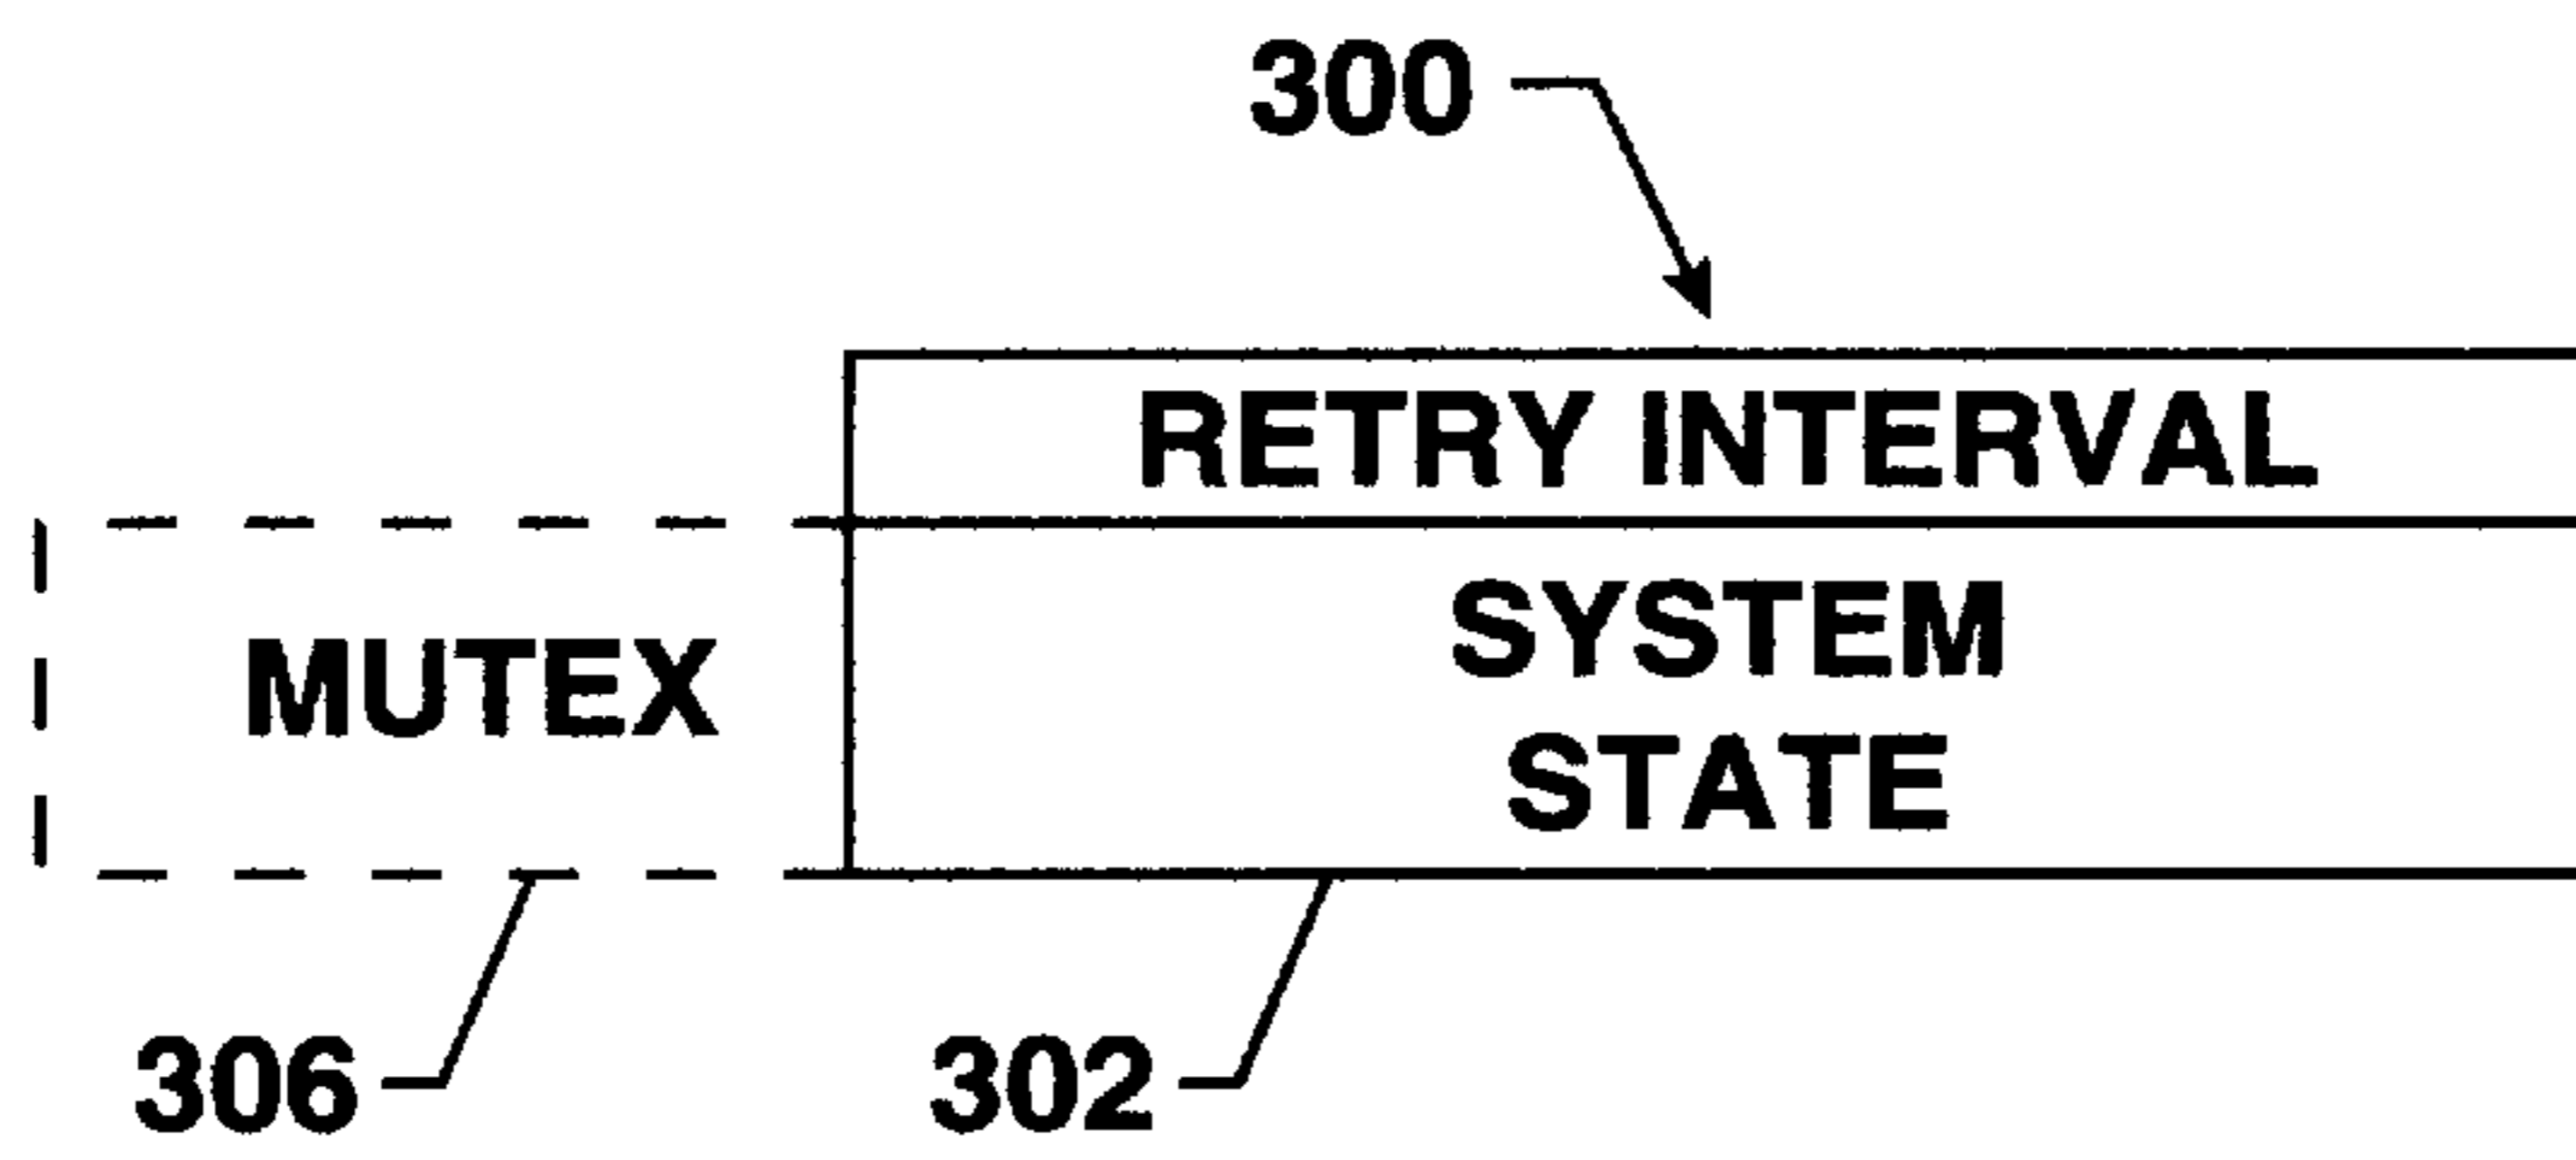 300
RETRY INTERVAL
MUTEX
SYSTEM
STATE
306
302